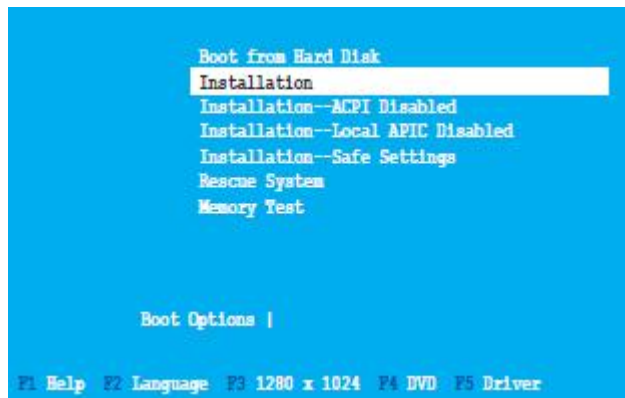 Boot from Hard Disk
Installation
Installation--ACPI Disabled
Installation--Local APIC Disabled
Installation--Safe Settings
Rescue System
Memory Test
Boot Options |
F1 Help F2 Language F3 1280 x 1024 F4 DVD F5 Driver